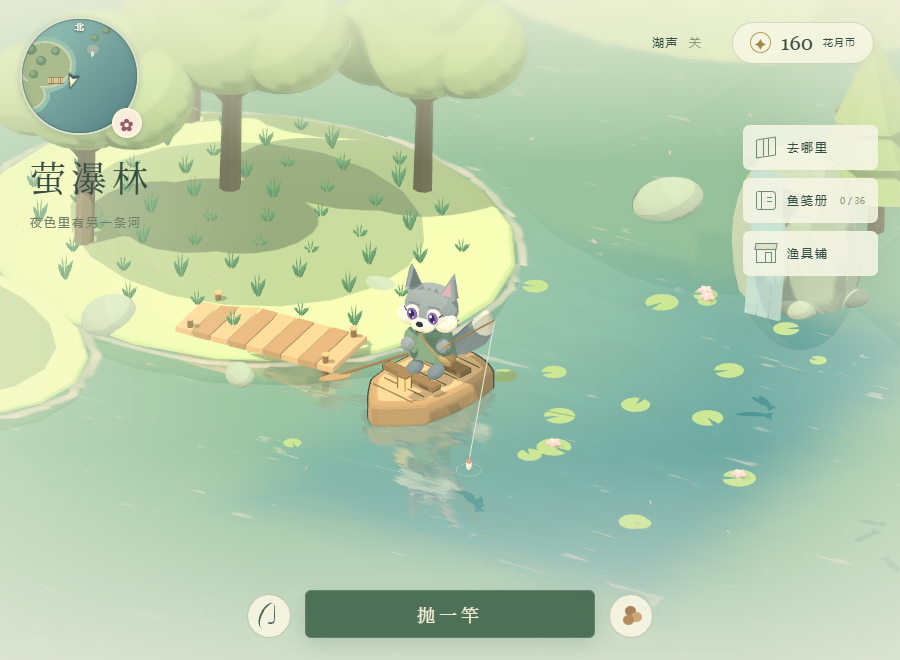 北
湖声 关
160 花月币
萤瀑林
夜色里有另一条河
去哪里
鱼笺册 0 / 36
渔具铺
抛一竿